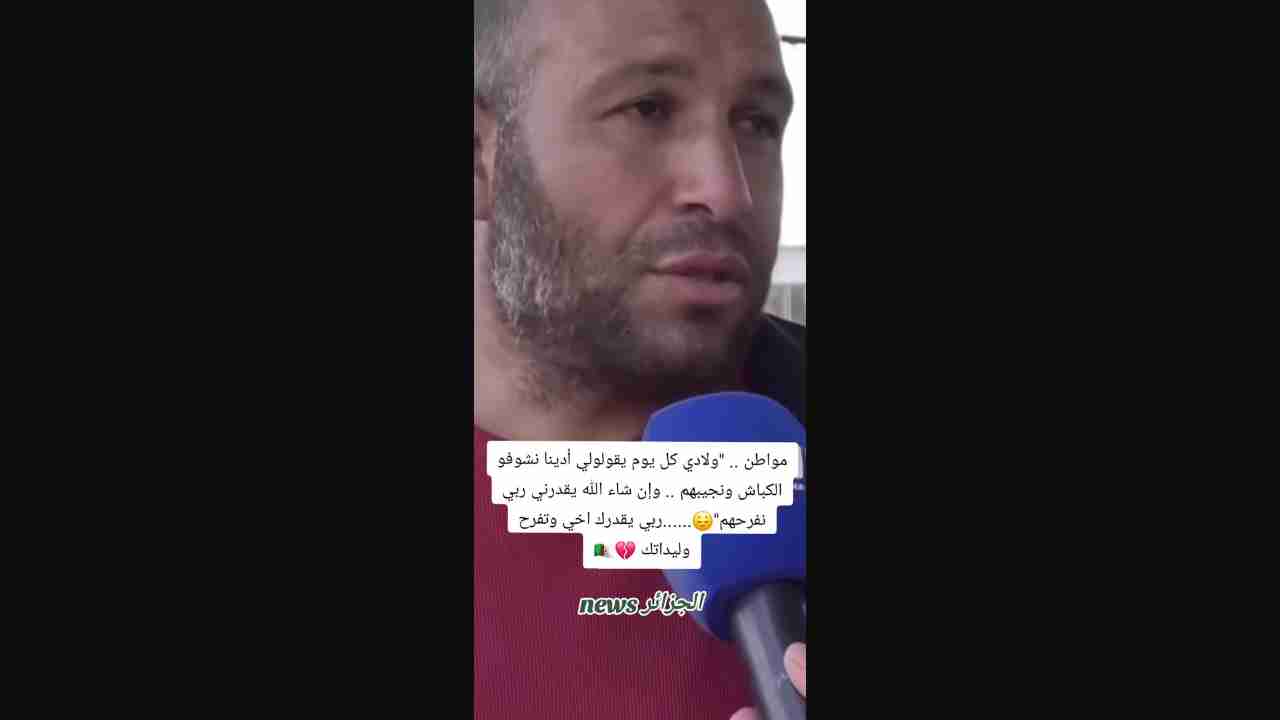 مواطن .. "ولادي كل يوم يقولولي أدينا نشوفو
الكباش ونجيبهم .. وإن شاء الله يقدرني ربي
نفرحهم"😔......ربي يقدرك اخي وتفرح
وليداتك 💔🇩🇿
الجزائر news